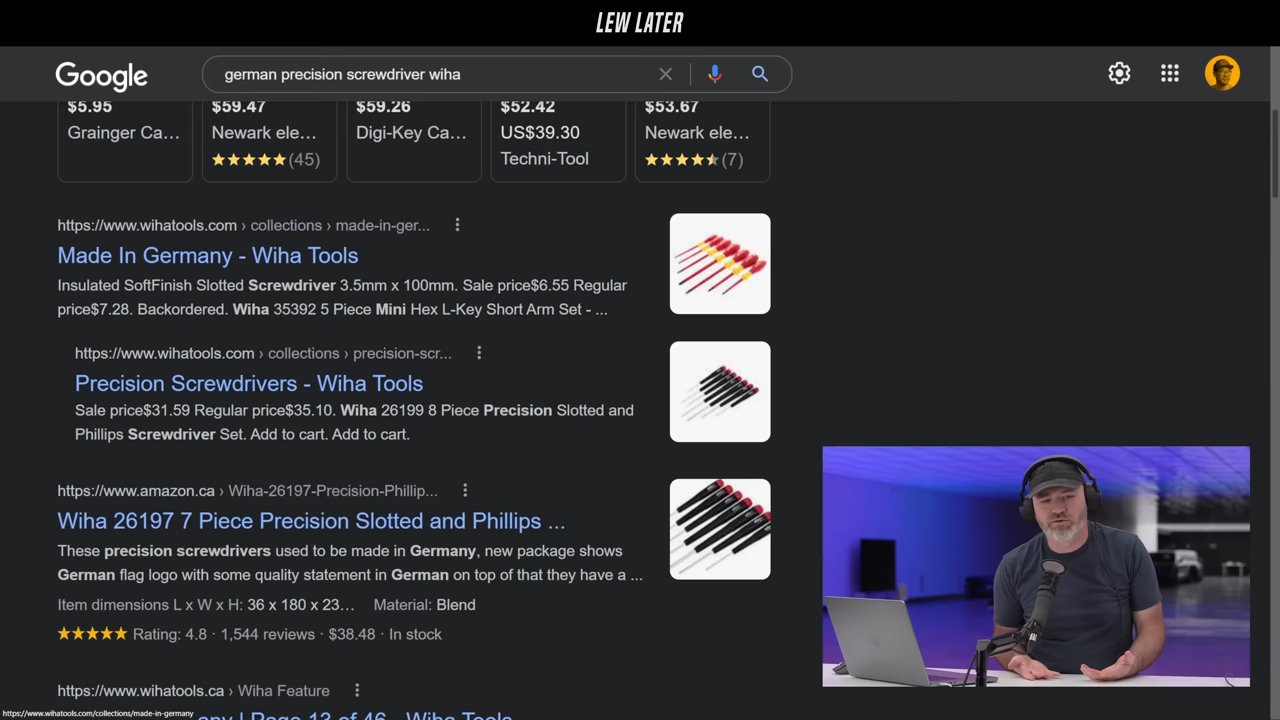 LEW LATER
Google
german precision screwdriver wiha
$5.95
$59.47
$59.26
$52.42
$53.67
Grainger Ca...
Newark ele...
Digi-Key Ca...
US$39.30
Newark ele...
(45)
Techni-Tool
(7)
https://www.wihatools.com › collections › made-in-ger...
Made In Germany - Wiha Tools
Insulated SoftFinish Slotted Screwdriver 3.5mm x 100mm. Sale price$6.55 Regular
price$7.28. Backordered. Wiha 35392 5 Piece Mini Hex L-Key Short Arm Set - ...
https://www.wihatools.com › collections › precision-scr...
Precision Screwdrivers - Wiha Tools
Sale price$31.59 Regular price$35.10. Wiha 26199 8 Piece Precision Slotted and
Phillips Screwdriver Set. Add to cart. Add to cart.
https://www.amazon.ca › Wiha-26197-Precision-Phillip...
Wiha 26197 7 Piece Precision Slotted and Phillips ...
These precision screwdrivers used to be made in Germany, new package shows
German flag logo with some quality statement in German on top of that they have a ...
Item dimensions L x W x H: 36 x 180 x 23... Material: Blend
Rating: 4.8 · 1,544 reviews · $38.48 · In stock
https://www.wihatools.ca › Wiha Feature
any | Page 13 of 46 - Wiha Tools
https://www.wihatools.com/collections/made-in-germany